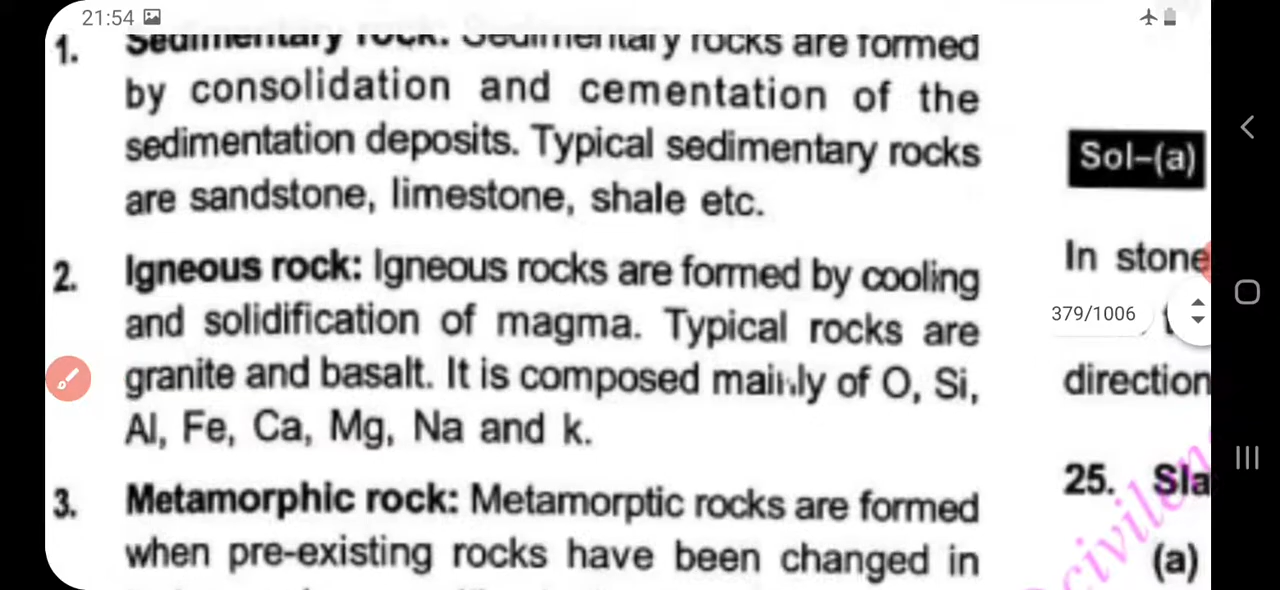 21:54
1. Sedimentary rock: Sedimentary rocks are formed
by consolidation and cementation of the
sedimentation deposits. Typical sedimentary rocks
are sandstone, limestone, shale etc.
2. Igneous rock: Igneous rocks are formed by cooling
and solidification of magma. Typical rocks are
granite and basalt. It is composed mainly of O, Si,
Al, Fe, Ca, Mg, Na and k.
3. Metamorphic rock: Metamorptic rocks are formed
when pre-existing rocks have been changed in
Sol–(a)
In stone
379/1006
direction
25. Sla
(a)
civilen